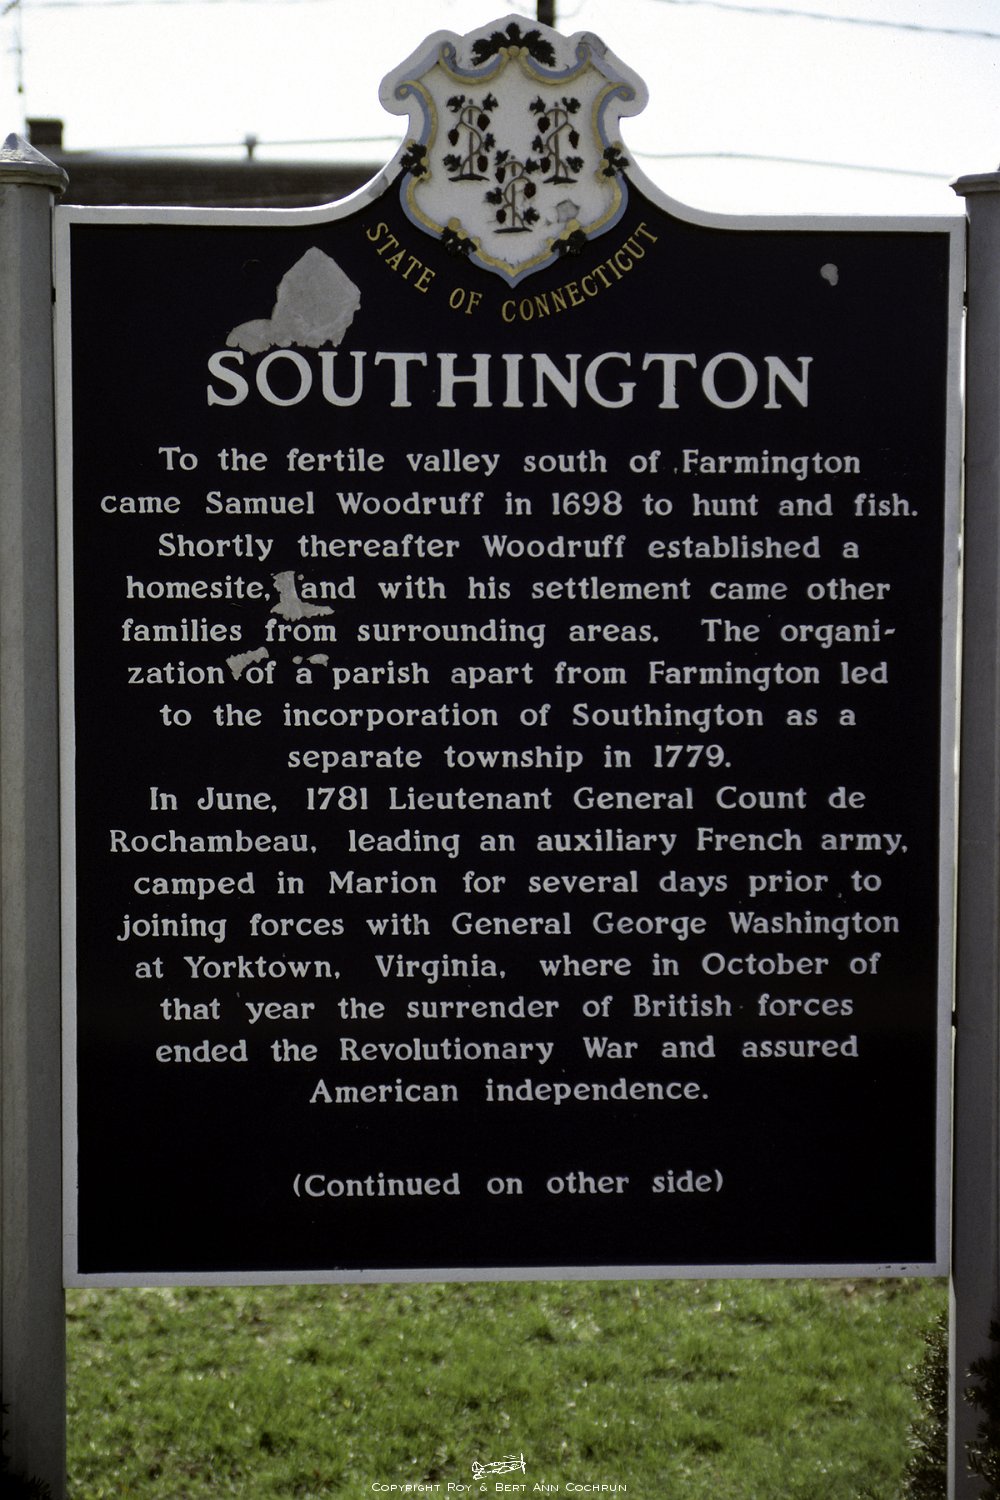 STATE OF CONNECTICUT
SOUTHINGTON
To the fertile valley south of Farmington
came Samuel Woodruff in 1698 to hunt and fish.
Shortly thereafter Woodruff established a
homesite, and with his settlement came other
families from surrounding areas. The organi-
zation of a parish apart from Farmington led
to the incorporation of Southington as a
separate township in 1779.
In June, 1781 Lieutenant General Count de
Rochambeau, leading an auxiliary French army,
camped in Marion for several days prior to
joining forces with General George Washington
at Yorktown, Virginia, where in October of
that year the surrender of British forces
ended the Revolutionary War and assured
American independence.
(Continued on other side)
Copyright Roy & Bert Ann Cochrun